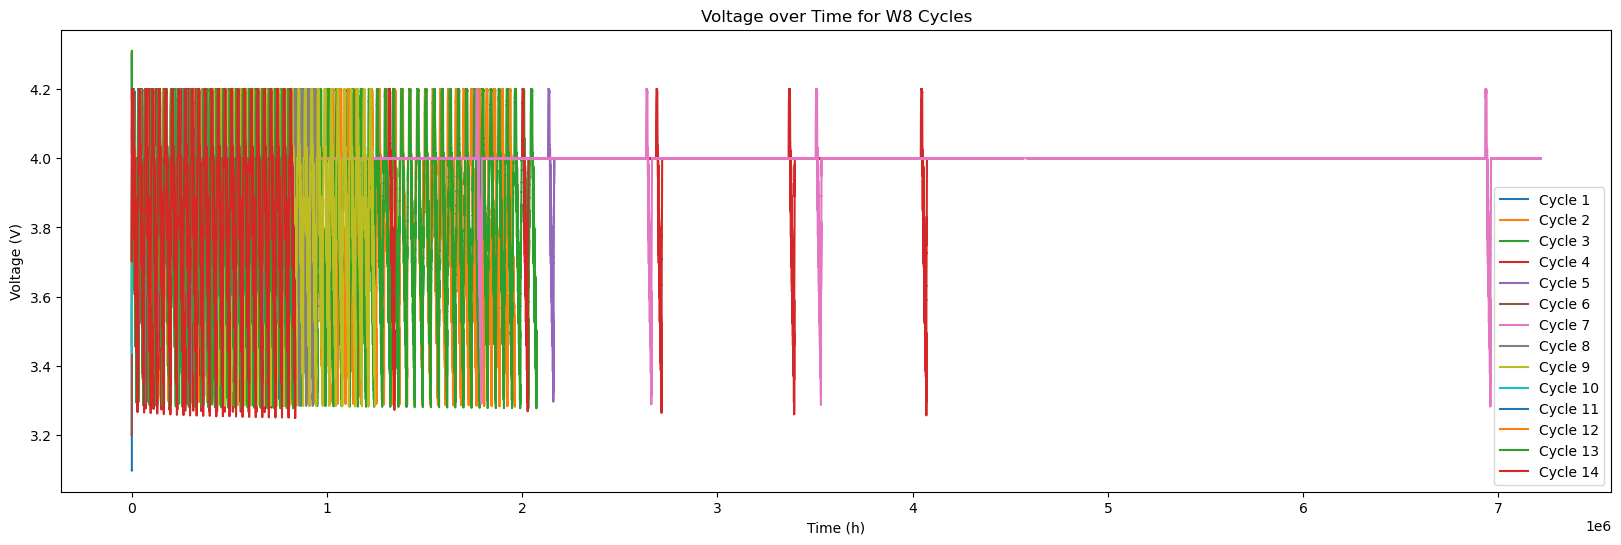 Voltage over Time for W8 Cycles
Voltage (V)
4.2
4.0
3.8
3.6
3.4
3.2
0 1 2 3 4 5 6 7
1e6
Time (h)
Cycle 1
Cycle 2
Cycle 3
Cycle 4
Cycle 5
Cycle 6
Cycle 7
Cycle 8
Cycle 9
Cycle 10
Cycle 11
Cycle 12
Cycle 13
Cycle 14